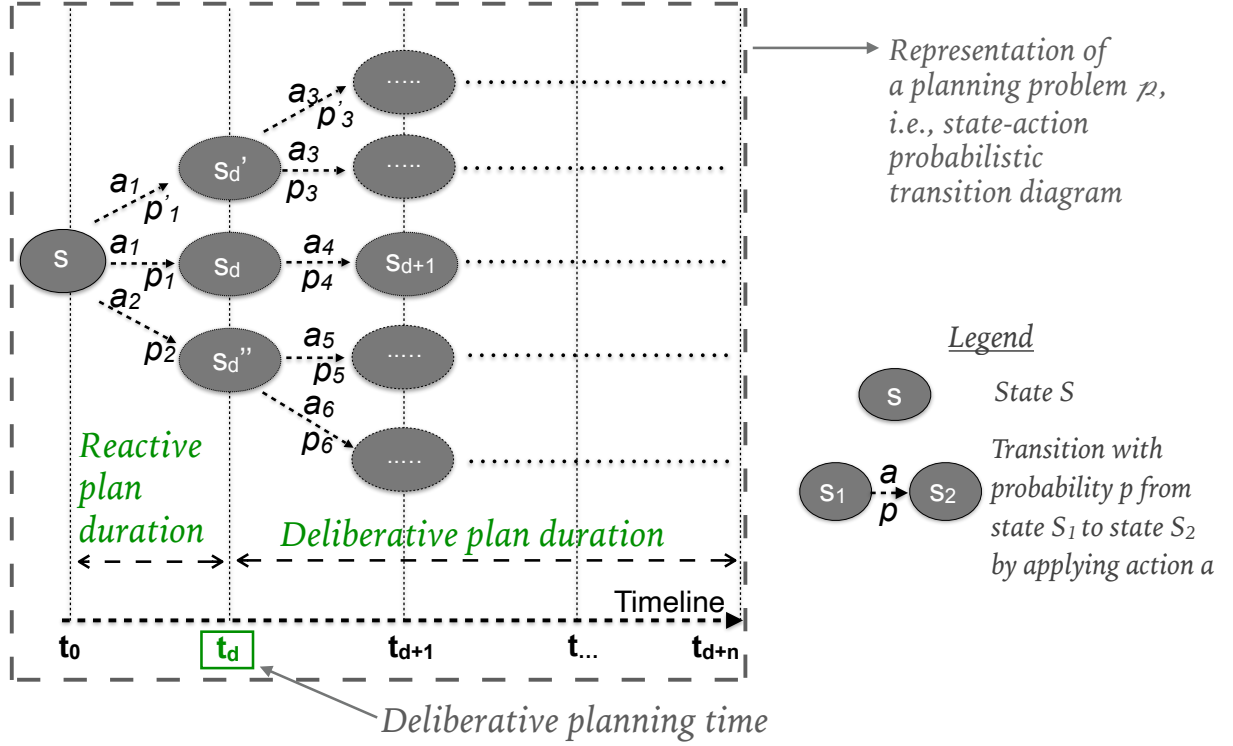 .....
a3
p'3
Representation of
a planning problem p,
i.e., state-action
probabilistic
transition diagram
sd'
a3
p3
.....
a1
p'1
s
a1
p1
sd
a4
p4
sd+1
a2
p2
sd''
a5
p5
.....
a6
p6
.....
Legend
s
State S
s1
a
p
s2
Transition with
probability p from
state S1 to state S2
by applying action a
Reactive
plan
duration
Deliberative plan duration
Timeline
t0
td
td+1
t...
td+n
Deliberative planning time